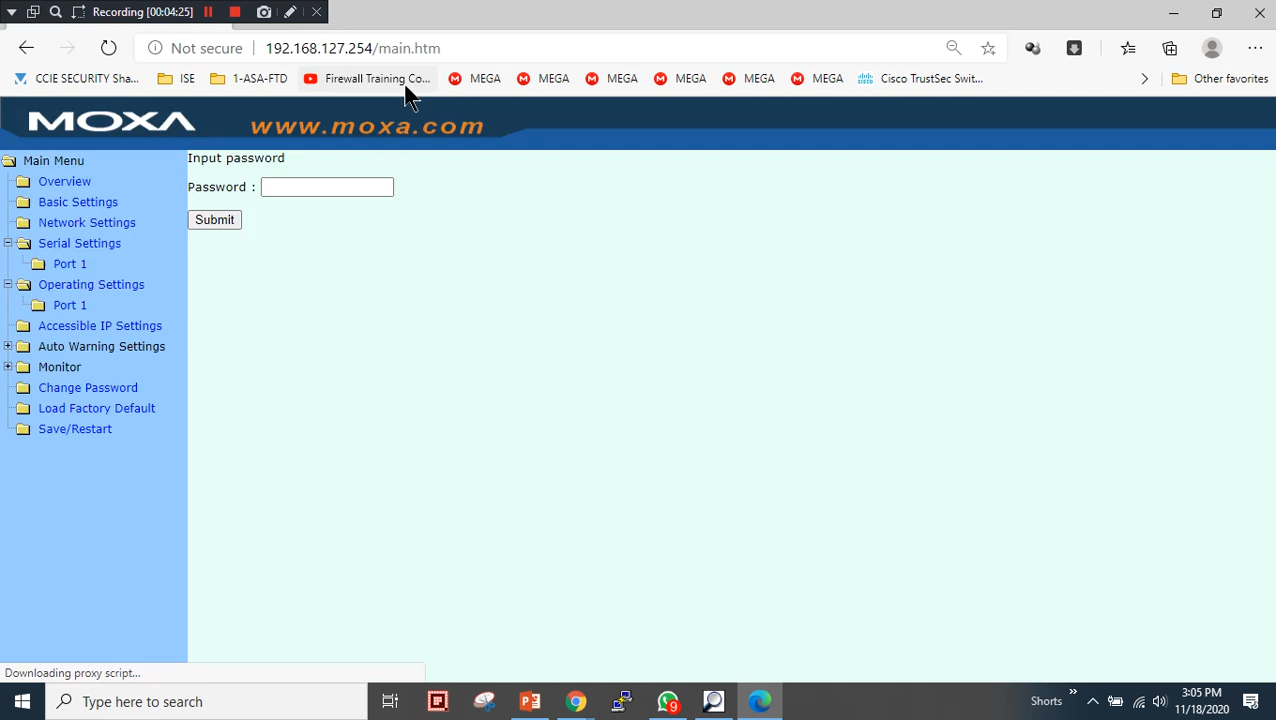 Recording [00:04:25]
Not secure 192.168.127.254/main.htm
CCIE SECURITY Sha... ISE 1-ASA-FTD Firewall Training Co... MEGA MEGA MEGA MEGA MEGA MEGA Cisco TrustSec Swit... Other favorites
MOXA www.moxa.com
Main Menu
Overview
Basic Settings
Network Settings
Serial Settings
Port 1
Operating Settings
Port 1
Accessible IP Settings
Auto Warning Settings
Monitor
Change Password
Load Factory Default
Save/Restart
Input password
Password :
Submit
Downloading proxy script...
Type here to search
9
Shorts
3:05 PM
11/18/2020